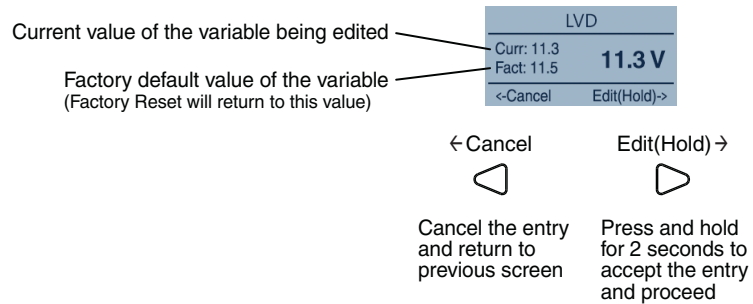 LVD
Current value of the variable being edited
Curr: 11.3
11.3 V
Factory default value of the variable
Fact: 11.5
(Factory Reset will return to this value)
<-Cancel
Edit(Hold)->
←Cancel
Edit(Hold)→
Cancel the entry
and return to
previous screen
Press and hold
for 2 seconds to
accept the entry
and proceed